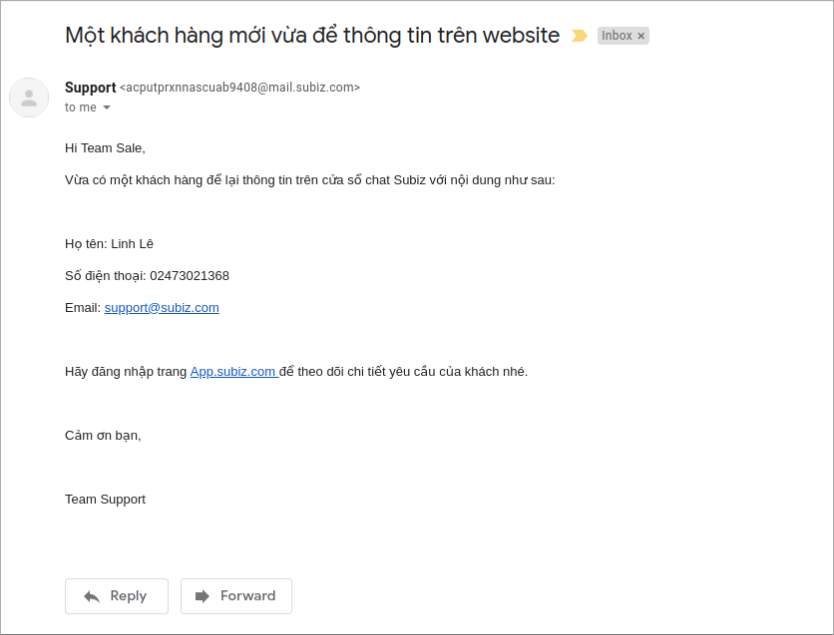 Một khách hàng mới vừa để thông tin trên website
Inbox ×
Support <acputprxnnascuab9408@mail.subiz.com>
to me
Hi Team Sale,
Vừa có một khách hàng để lại thông tin trên cửa sổ chat Subiz với nội dung như sau:
Họ tên: Linh Lê
Số điện thoại: 02473021368
Email: support@subiz.com
Hãy đăng nhập trang App.subiz.com để theo dõi chi tiết yêu cầu của khách nhé.
Cảm ơn bạn,
Team Support
Reply
Forward